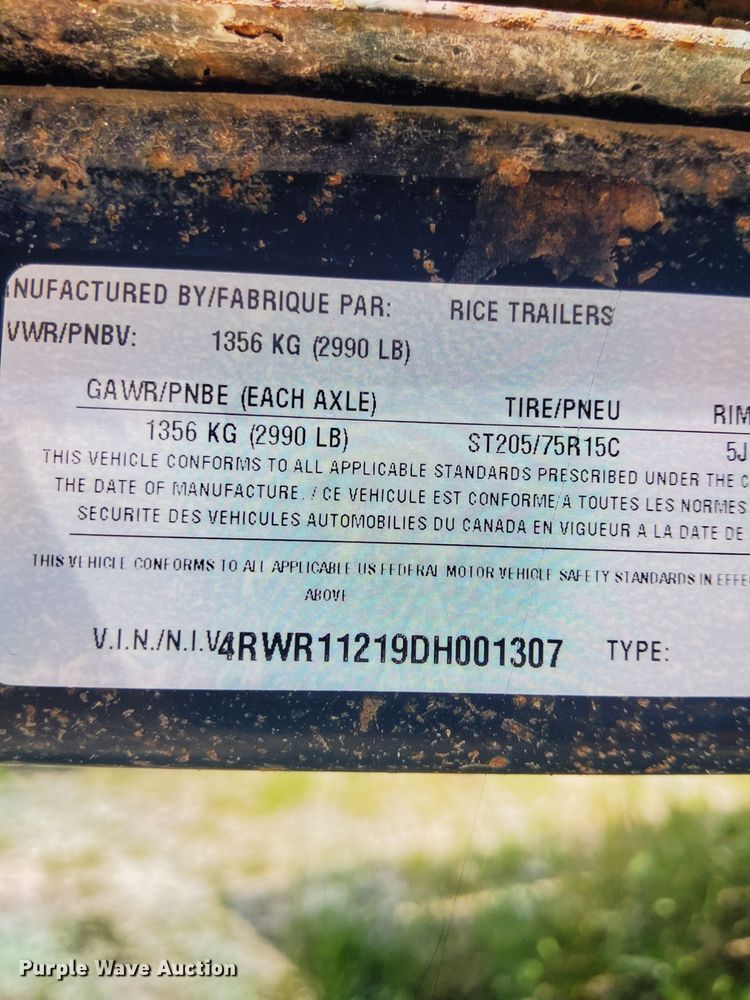 NUFACTURED BY/FABRIQUE PAR: RICE TRAILERS
VWR/PNBV: 1356 KG (2990 LB)
GAWR/PNBE (EACH AXLE) TIRE/PNEU RIM
1356 KG (2990 LB) ST205/75R15C 5J
THIS VEHICLE CONFORMS TO ALL APPLICABLE STANDARDS PRESCRIBED UNDER THE C
THE DATE OF MANUFACTURE. / CE VEHICULE EST CONFORME A TOUTES LES NORMES
SECURITE DES VEHICULES AUTOMOBILIES DU CANADA EN VIGUEUR A LA DATE DE
THIS VEHICLE CONFORMS TO ALL APPLICABLE US FEDERAL MOTOR VEHICLE SAFETY STANDARDS IN EFFE
ABOVE
V.I.N./N.I.V. 4RWR11219DH001307 TYPE:
Purple Wave Auction